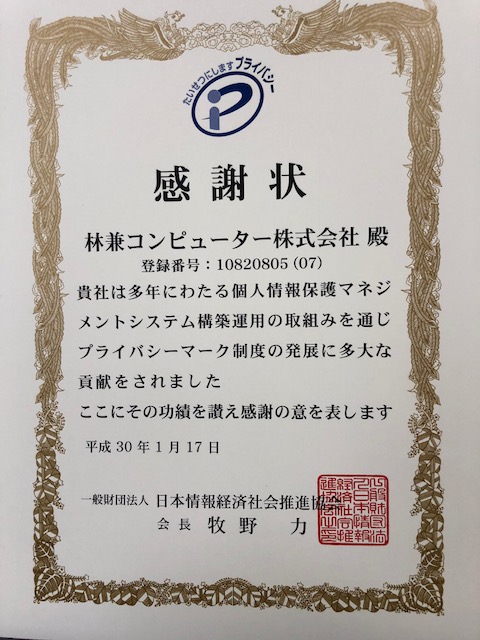 たいせつにしますプライバシー
感謝状
林兼コンピューター株式会社 殿
登録番号：10820805 (07)
貴社は多年にわたる個人情報保護マネジ
メントシステム構築運用の取組みを通じ
プライバシーマーク制度の発展に多大な
貢献をされました
ここにその功績を讃え感謝の意を表します
平成 30 年 1 月 17 日
一般財団法人 日本情報経済社会推進協会
会長 牧野 力